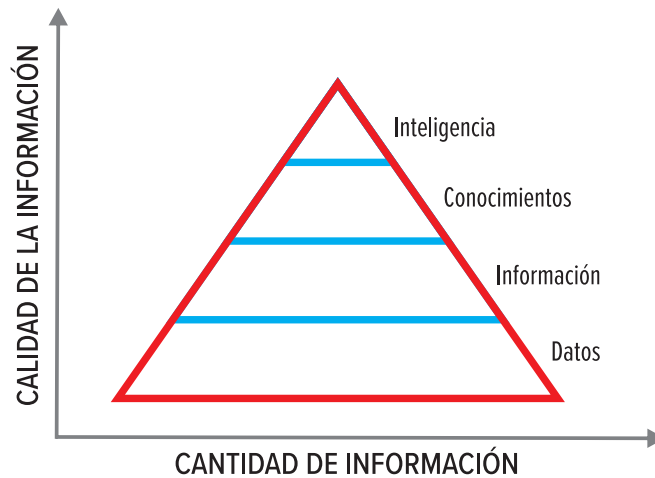 CALIDAD DE LA INFORMACIÓN
Inteligencia
Conocimientos
Información
Datos
CANTIDAD DE INFORMACIÓN